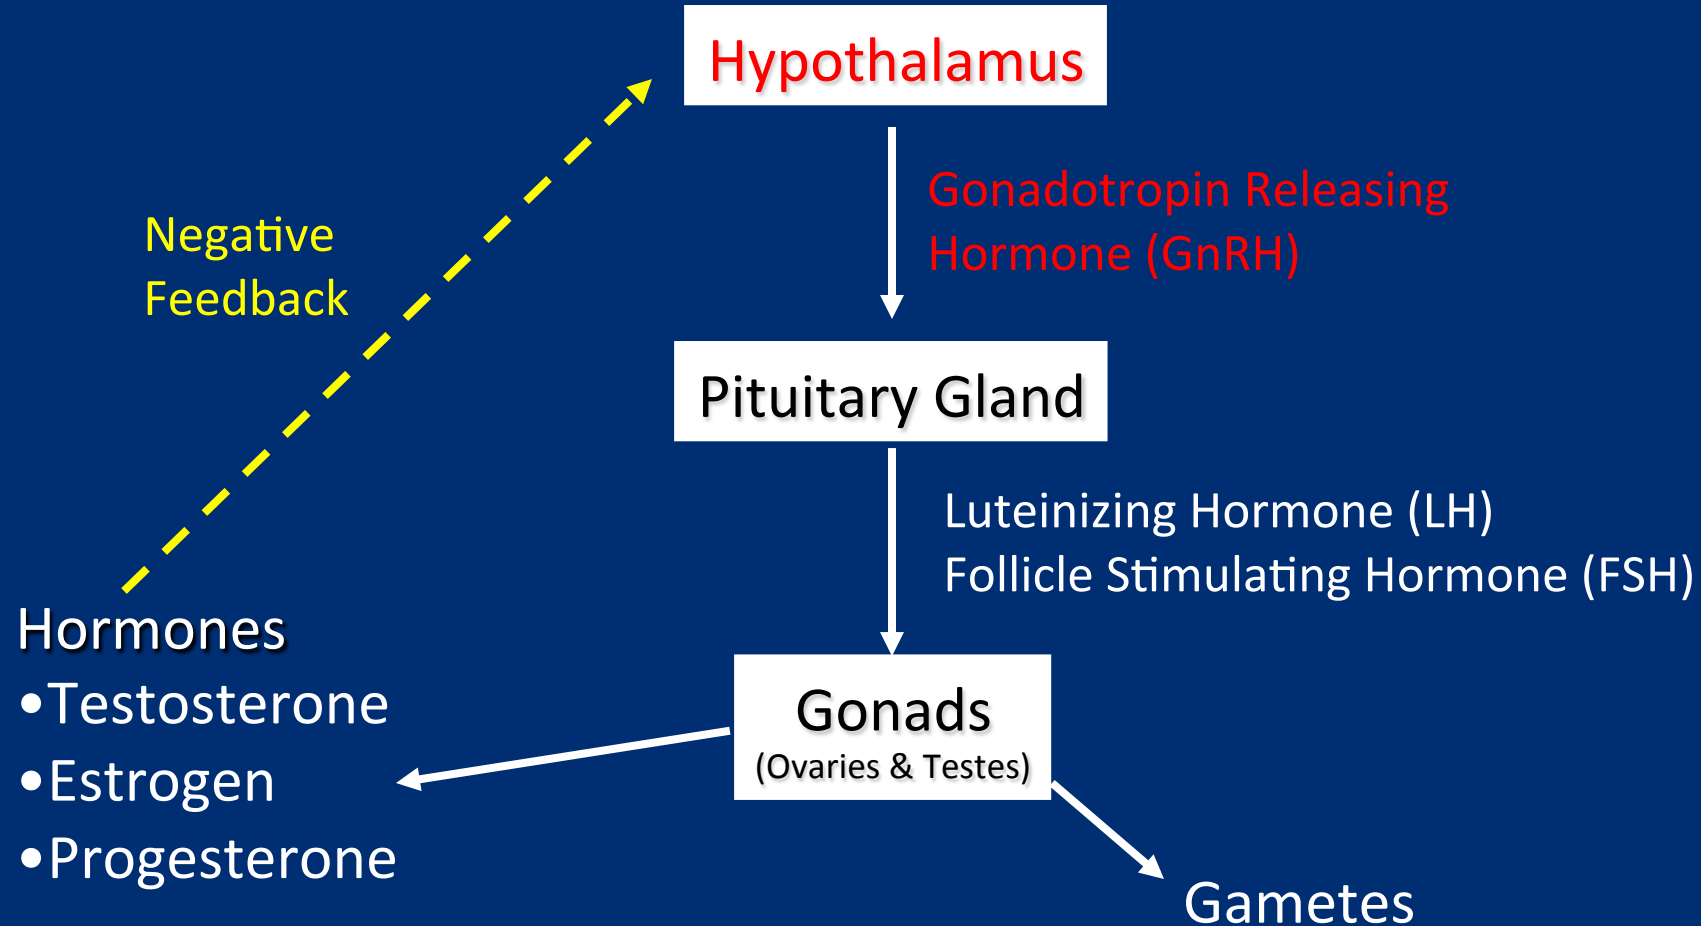 Hypothalamus
Gonadotropin Releasing
Hormone (GnRH)
Negative
Feedback
Pituitary Gland
Luteinizing Hormone (LH)
Follicle Stimulating Hormone (FSH)
Hormones
•Testosterone
•Estrogen
•Progesterone
Gonads
(Ovaries & Testes)
Gametes